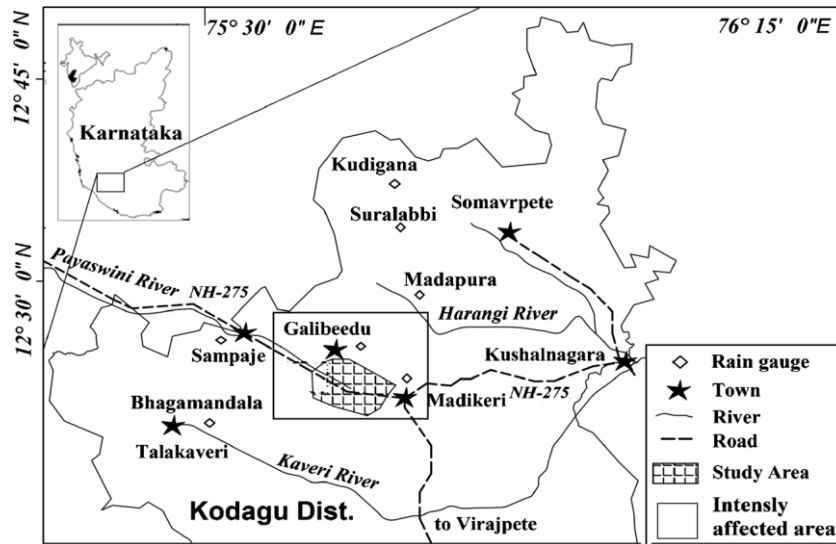 75° 30' 0" E
76° 15' 0"E
12° 45' 0" N
Karnataka
Kudigana
Suralabbi
Somavrpete
Payaswini River
12° 30' 0" N
NH-275
Madapura
Harangi River
Galibeedu
Sampaje
Kushalnagara
NH-275
Madikeri
Bhagamandala
Talakaveri
Kaveri River
Kodagu Dist.
to Virajpete
Rain gauge
Town
River
Road
Study Area
Intensly
affected area